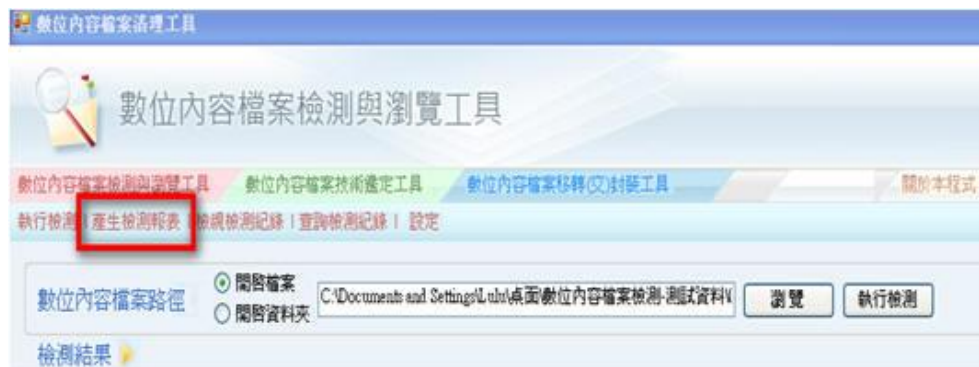 數位內容檔案清理工具
數位內容檔案檢測與瀏覽工具
數位內容檔案檢測與瀏覽工具 數位內容檔案技術鑑定工具 數位內容檔案移轉(交)封裝工具 關於本程式
執行檢測 | 產生檢測報表 | 檢視檢測紀錄 | 查詢檢測紀錄 | 設定
數位內容檔案路徑 開啟檔案 C:\Documents and Settings\Lulu\桌面\數位內容檔案檢測-測試資料\ 瀏覽 執行檢測
開啟資料夾
檢測結果